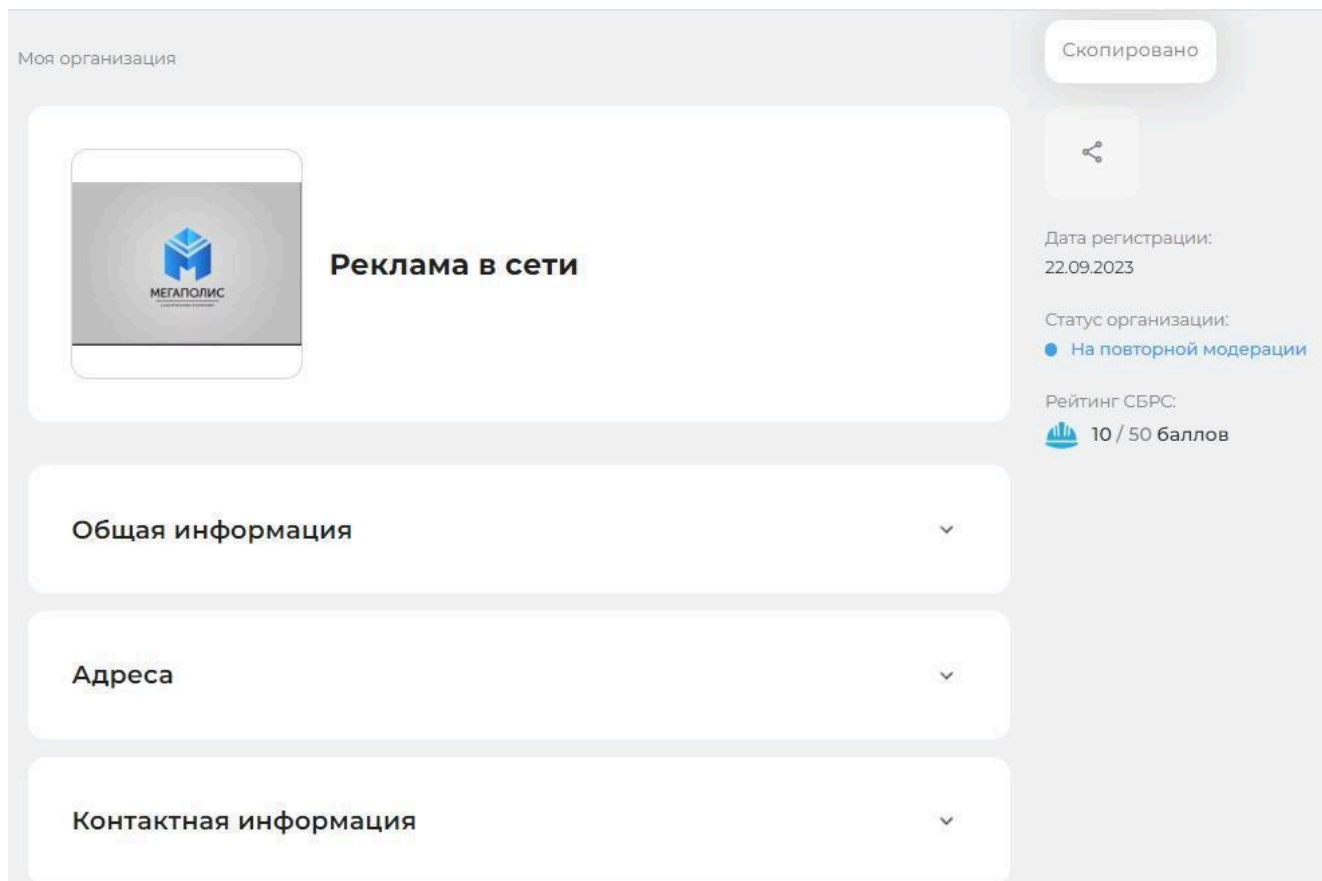 Моя организация
Скопировано
МЕГАПОЛИС
Реклама в сети
Дата регистрации:
22.09.2023
Статус организации:
На повторной модерации
Рейтинг СБРС:
10 / 50 баллов
Общая информация
Адреса
Контактная информация